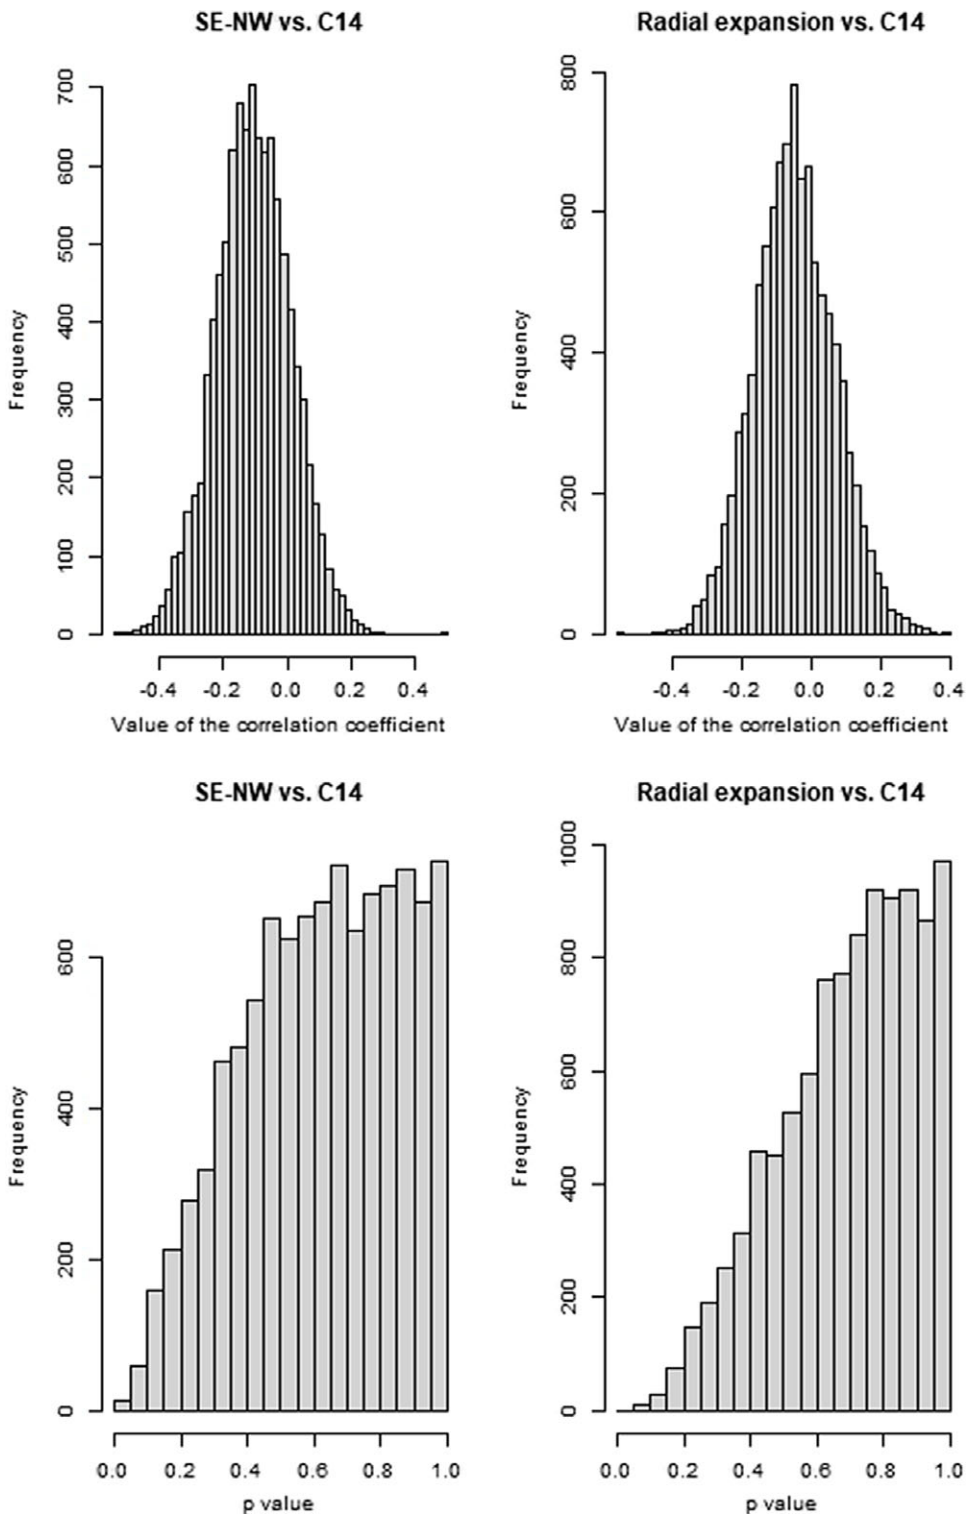 SE-NW vs. C14
Frequency
0
100
200
300
400
500
600
700
-0.4 -0.2 0.0 0.2 0.4
Value of the correlation coefficient
Radial expansion vs. C14
Frequency
0
200
400
600
800
-0.4 -0.2 0.0 0.2 0.4
Value of the correlation coefficient
SE-NW vs. C14
Frequency
0
200
400
600
0.0 0.2 0.4 0.6 0.8 1.0
p value
Radial expansion vs. C14
Frequency
0
200
400
600
800
1000
0.0 0.2 0.4 0.6 0.8 1.0
p value